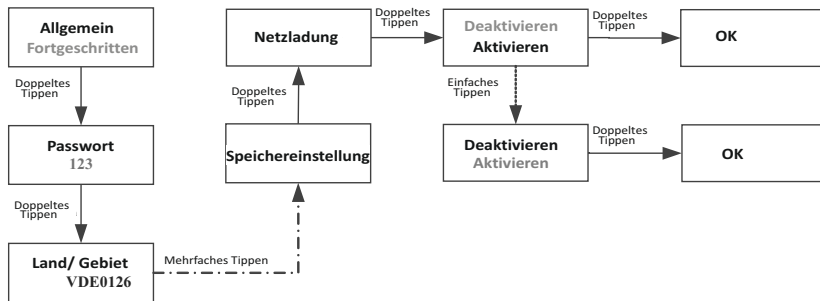 Allgemein
Fortgeschritten
Doppeltes
Tippen
Passwort
123
Doppeltes
Tippen
Land/ Gebiet
VDE0126
Mehrfaches Tippen
Speichereinstellung
Doppeltes
Tippen
Netzladung
Doppeltes
Tippen
Deaktivieren
Aktivieren
Doppeltes
Tippen
OK
Einfaches
Tippen
Deaktivieren
Aktivieren
Doppeltes
Tippen
OK